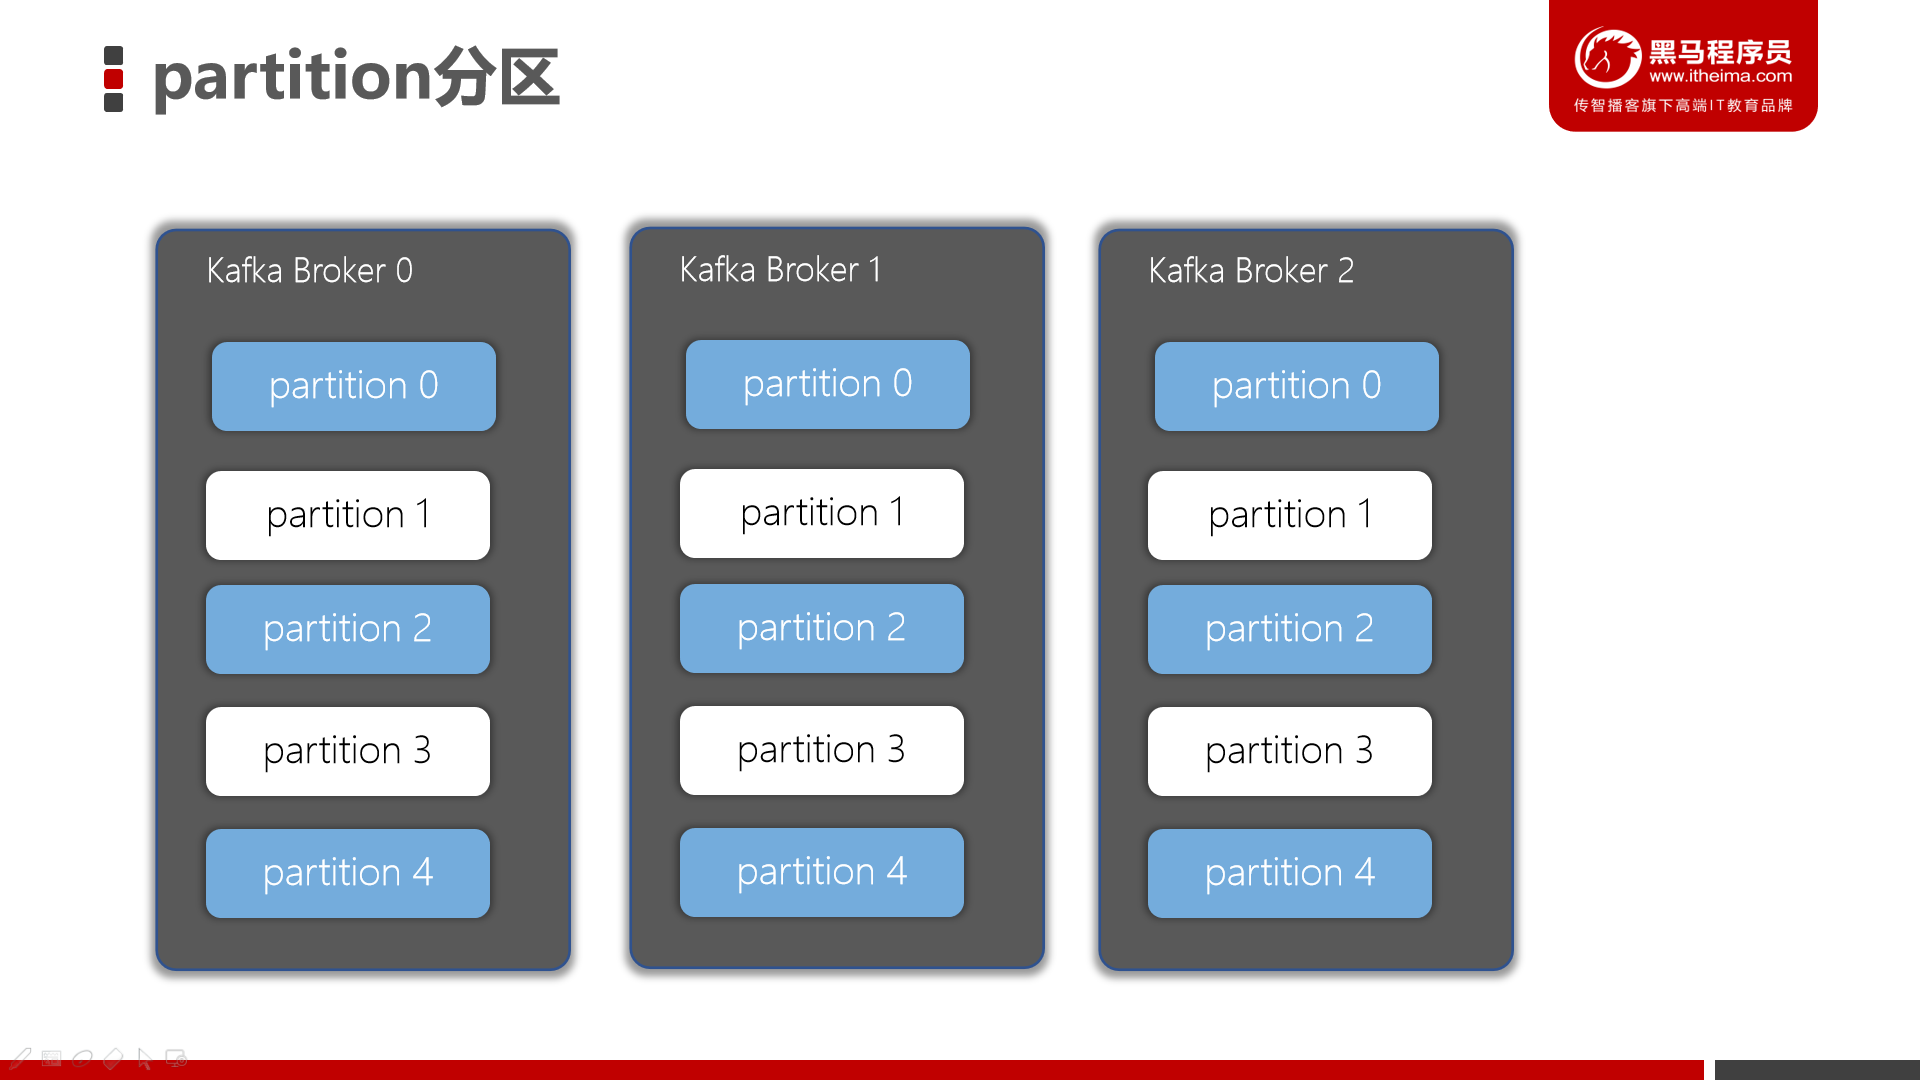 partition分区
黑马程序员
www.itheima.com
传智播客旗下高端IT教育品牌
Kafka Broker 0
partition 0
partition 1
partition 2
partition 3
partition 4
Kafka Broker 1
partition 0
partition 1
partition 2
partition 3
partition 4
Kafka Broker 2
partition 0
partition 1
partition 2
partition 3
partition 4